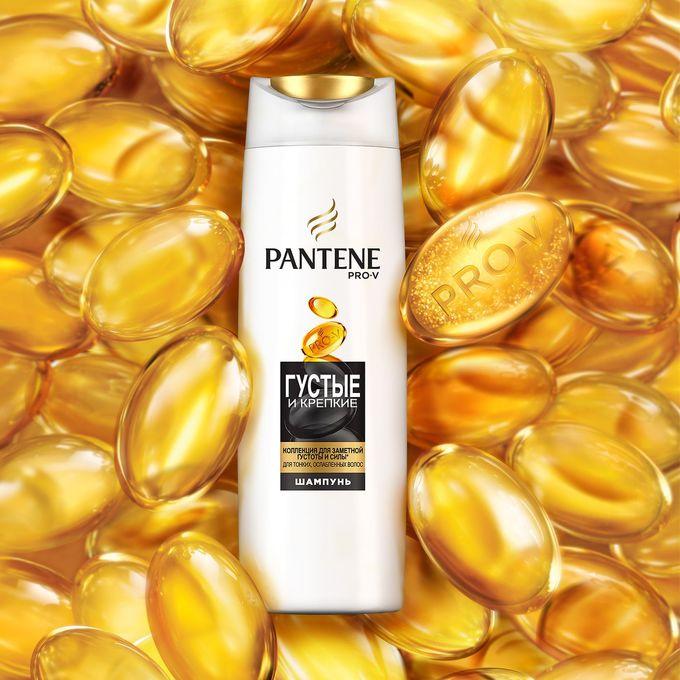 PANTENE
PRO-V
PRO-V
PRO-V
ГУСТЫЕ
И КРЕПКИЕ
КОЛЛЕКЦИЯ ДЛЯ ЗАМЕТНОЙ
ГУСТОТЫ И СИЛЫ*
ДЛЯ ТОНКИХ, ОСЛАБЛЕННЫХ ВОЛОС
ШАМПУНЬ